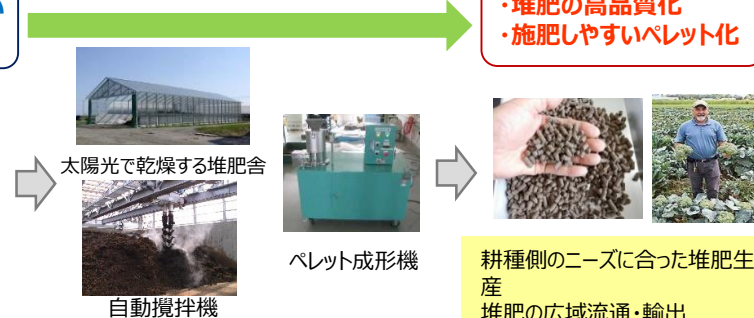 ・堆肥の高品質化
・施肥しやすいペレット化
太陽光で乾燥する堆肥舎
自動攪拌機
ペレット成形機
耕種側のニーズに合った堆肥生
産
堆肥の広域流通・輸出